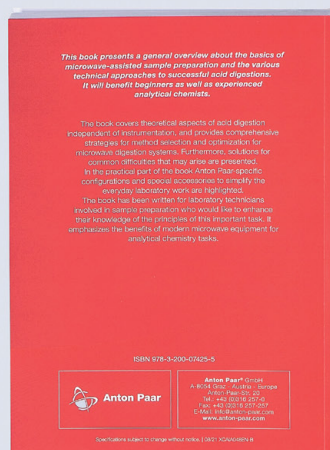 This book presents a general overview about the basics of
microwave-assisted sample preparation and the various
technical approaches to successful acid digestions.
It will benefit beginners as well as experienced
analytical chemists.
The book covers theoretical aspects of acid digestion
independent of instrumentation, and provides comprehensive
strategies for method selection and optimization for
microwave digestion systems. Furthermore, solutions for
common difficulties that may arise are presented.
In the practical part of the book Anton Paar-specific
configurations and special accessories to simplify the
everyday laboratory work are highlighted.
The book has been written for laboratory technicians
involved in sample preparation who would like to enhance
their knowledge of the principles of this important task. It
emphasizes the benefits of modern microwave equipment for
analytical chemistry tasks.
ISBN 978-3-200-07425-5
Anton Paar
Anton Paar® GmbH
A-8054 Graz - Austria - Europe
Anton-Paar-Str. 20
Tel.: +43 (0)316 257-0
Fax: +43 (0)316 257-257
E-Mail: info@anton-paar.com
www.anton-paar.com
Specifications subject to change without notice. | 08/21